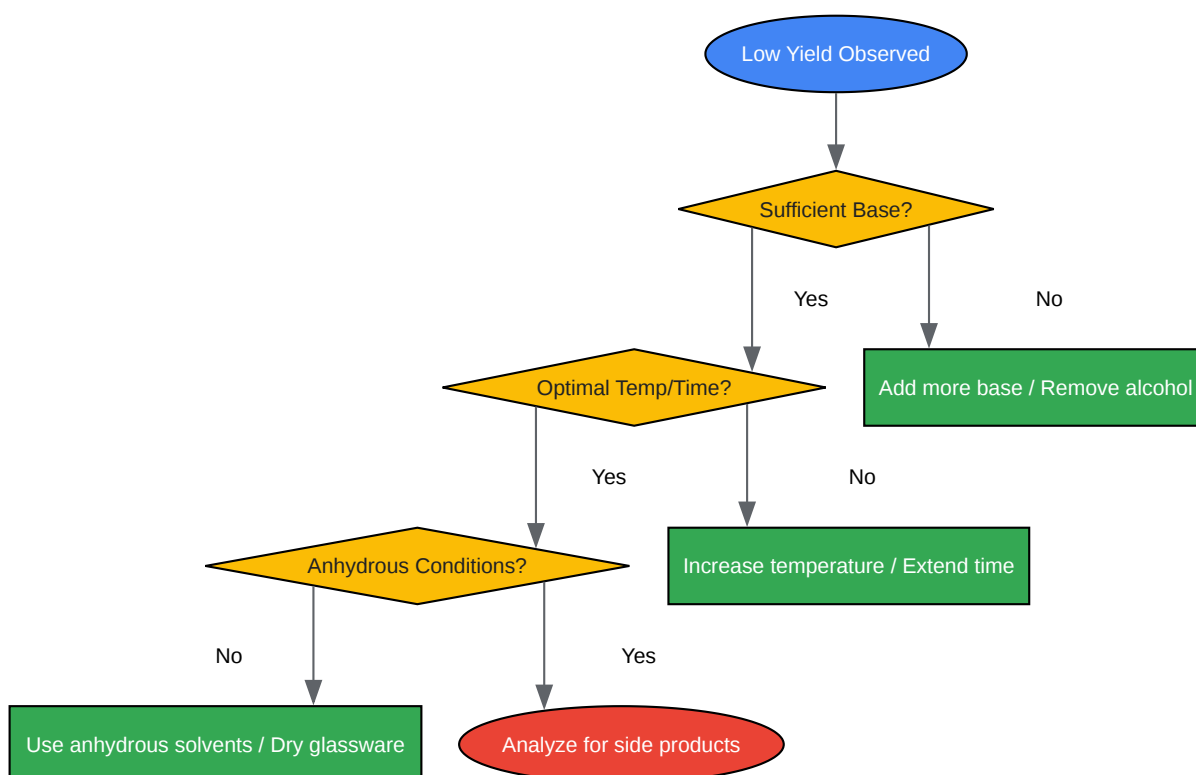 Low Yield Observed
Sufficient Base?
Yes
No
Optimal Temp/Time?
Add more base / Remove alcohol
Yes
No
Anhydrous Conditions?
Increase temperature / Extend time
No
Yes
Use anhydrous solvents / Dry glassware
Analyze for side products